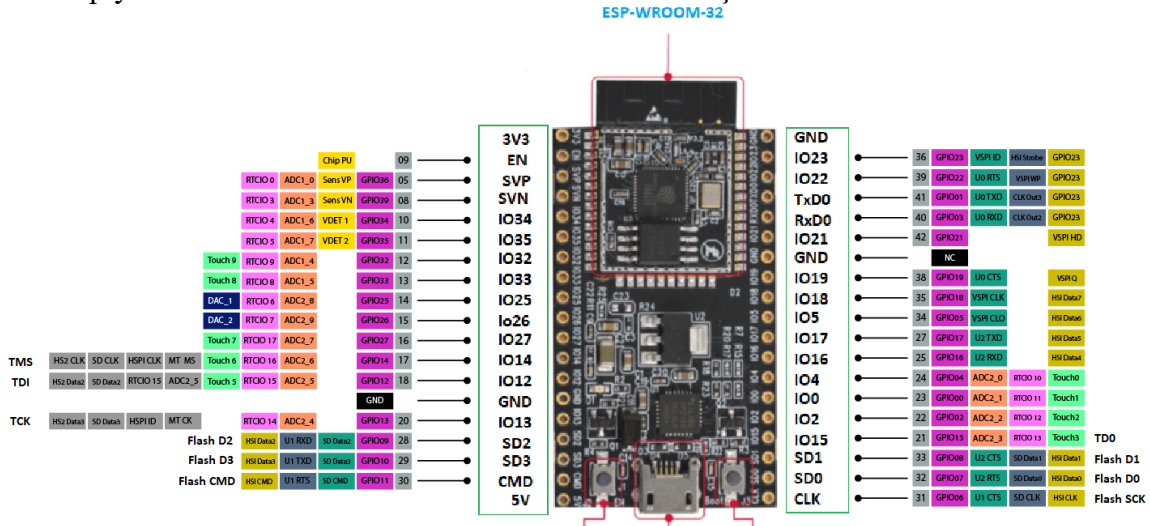 ESP-WROOM-32
3V3 GND
Chip PU 09 EN IO23 36 GPIO23 VSPI ID HSI Strobe GPIO23
RTCIO 0 ADC1_0 Sens VP GPIO36 05 SVP IO22 39 GPIO22 U0 RTS VSPI WP GPIO23
RTCIO 3 ADC1_3 Sens VN GPIO39 08 SVN TxD0 41 GPIO01 U0 TXD CLK Out3 GPIO23
RTCIO 4 ADC1_6 VDET 1 GPIO34 10 IO34 RxD0 40 GPIO03 U0 RXD CLK Out2 GPIO23
RTCIO 5 ADC1_7 VDET 2 GPIO35 11 IO35 IO21 42 GPIO21 VSPI HD
Touch 9 RTCIO 9 ADC1_4 GPIO32 12 IO32 GND NC
Touch 8 RTCIO 8 ADC1_5 GPIO33 13 IO33 IO19 38 GPIO19 U0 CTS VSPI Q
DAC_1 RTCIO 6 ADC2_8 GPIO25 14 IO25 IO18 35 GPIO18 VSPI CLK HSI Data7
DAC_2 RTCIO 7 ADC2_9 GPIO26 15 Io26 IO5 34 GPIO05 VSPI CLO HSI Data6
Touch 7 RTCIO 17 ADC2_7 GPIO27 16 IO27 IO17 27 GPIO17 U2 TXD HSI Data5
TMS HS2 CLK SD CLK HSPI CLK MT MS Touch 6 RTCIO 16 ADC2_6 GPIO14 17 IO14 IO16 25 GPIO16 U2 RXD HSI Data4
TDI HS2 Data2 SD Data2 RTCIO 15 ADC2_5 Touch 5 RTCIO 15 ADC2_5 GPIO12 18 IO12 IO4 24 GPIO04 ADC2_0 RTCIO 10 Touch0
GND GND IO0 23 GPIO00 ADC2_1 RTCIO 11 Touch1
TCK HS2 Data3 SD Data3 HSPI ID MT CK RTCIO 14 ADC2_4 GPIO13 20 IO13 IO2 22 GPIO02 ADC2_2 RTCIO 12 Touch2
Flash D2 HSI Data2 U1 RXD SD Data2 GPIO09 28 SD2 IO15 21 GPIO15 ADC2_3 RTCIO 13 Touch3 TD0
Flash D3 HSI Data3 U1 TXD SD Data3 GPIO10 29 SD3 SD1 33 GPIO08 U2 CTS SD Data1 HSI Data1 Flash D1
Flash CMD HSI CMD U1 RTS SD CMD GPIO11 30 CMD SD0 32 GPIO07 U2 RTS SD Data0 HSI Data0 Flash D0
5V CLK 31 GPIO06 U1 CTS SD CLK HSI CLK Flash SCK